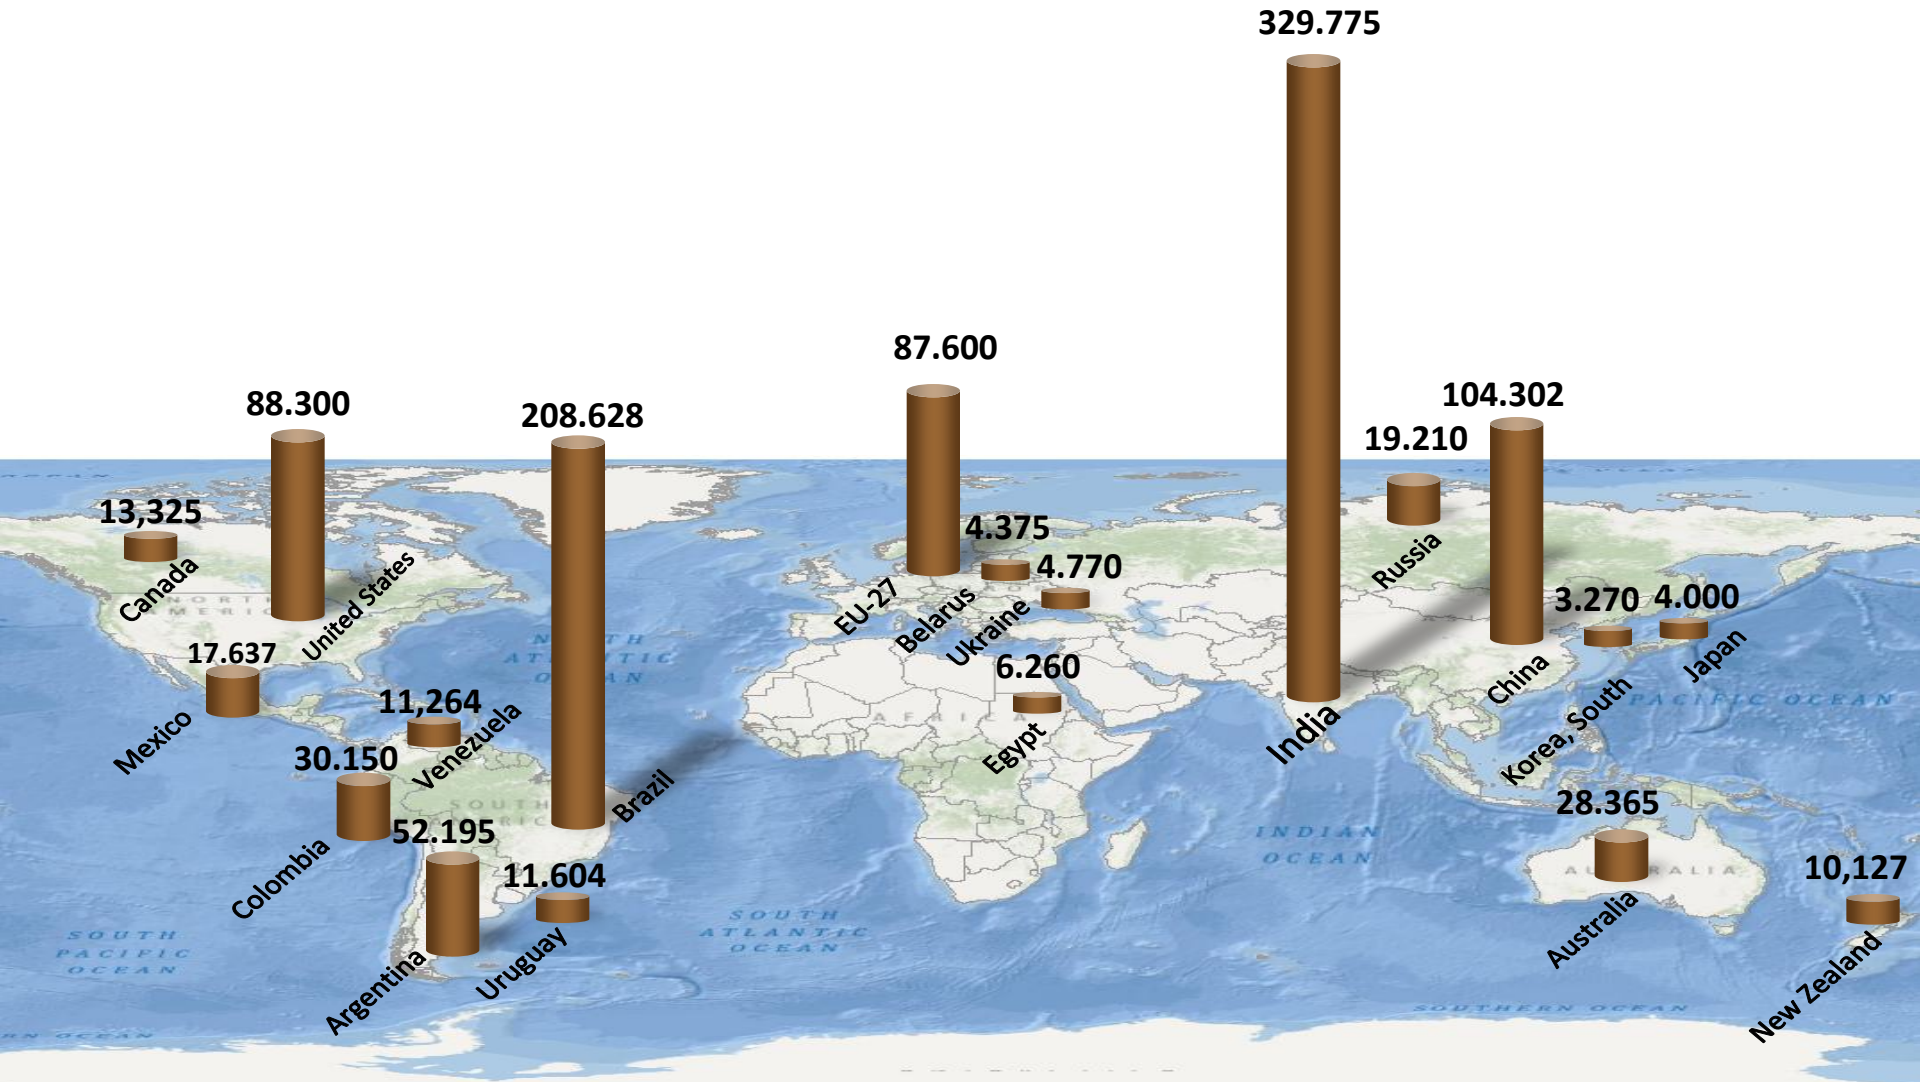 329.775
87.600
104.302
88.300
208.628
19.210
13,325
4.375
4.770
3.270
4.000
Canada
United States
EU-27
Belarus
Ukraine
Russia
17.637
6.260
China
Japan
Mexico
11,264
Venezuela
Egypt
India
Korea, South
30.150
Brazil
52.195
28.365
Colombia
11.604
10,127
Argentina
Uruguay
Australia
New Zealand
AFRICA
SOUTH
INDIAN
OCEAN
PACIFIC OCEAN
SOUTH
ATLANTIC
OCEAN
SOUTH
PACIFIC
OCEAN
SOUTHERN OCEAN